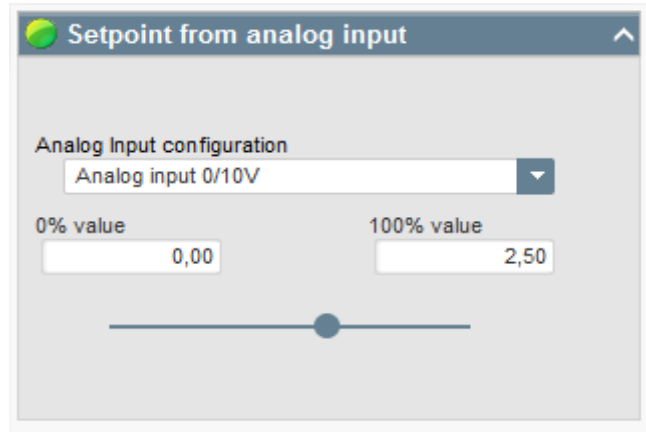 Setpoint from analog input
Analog Input configuration
Analog input 0/10V
0% value 100% value
0,00 2,50